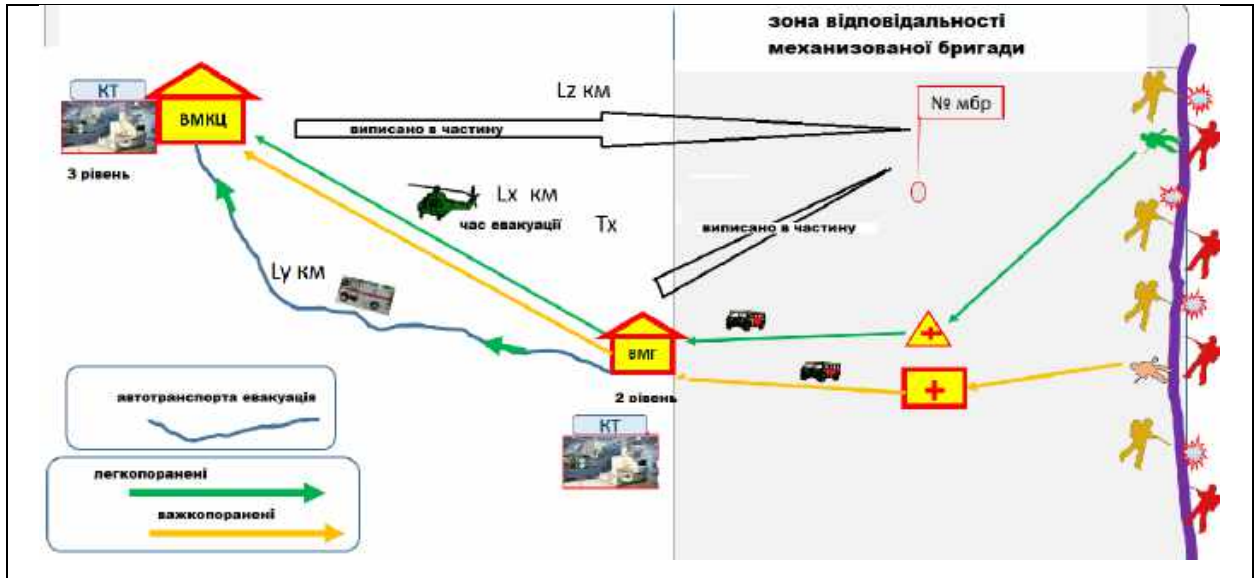 зона відповідальності
механизованої бригади
КТ
ВМКЦ
3 рівень
Lz км
виписано в частину
№ мбр
Lx км
час евакуації Tx
виписано в частину
Ly км
ВМГ
2 рівень
КТ
автотранспорта евакуація
легкопоранені
важкопоранені